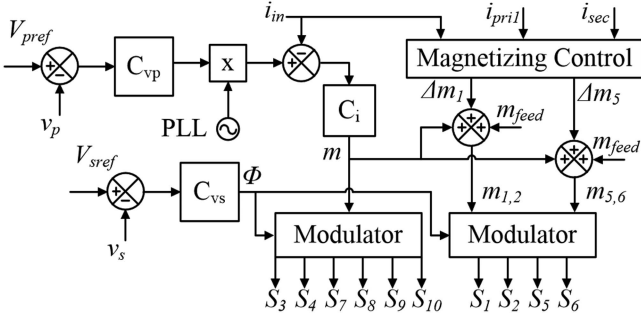 i_in i_pri1 i_sec
V_pref
C_vp x Magnetizing Control
v_p
PLL
C_i
Δm_1 Δm_5
m_feed
m_feed
m
V_sref
C_vs Φ
v_s
m_1,2 m_5,6
Modulator Modulator
S_3 S_4 S_7 S_8 S_9 S_10 S_1 S_2 S_5 S_6